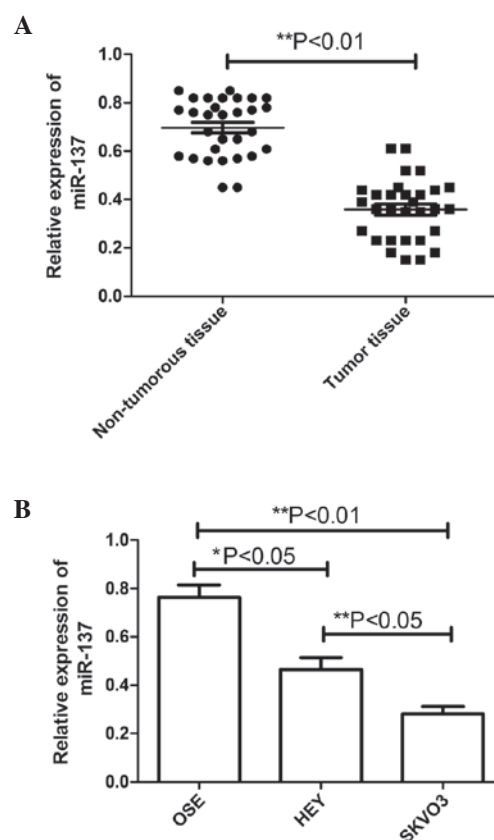 A
**P<0.01
Relative expression of
miR-137
1.0
0.8
0.6
0.4
0.2
0.0
Non-tumorous tissue
Tumor tissue
B
**P<0.01
*P<0.05
**P<0.05
Relative expression of
miR-137
1.0
0.8
0.6
0.4
0.2
0.0
OSE
HEY
SKVO3